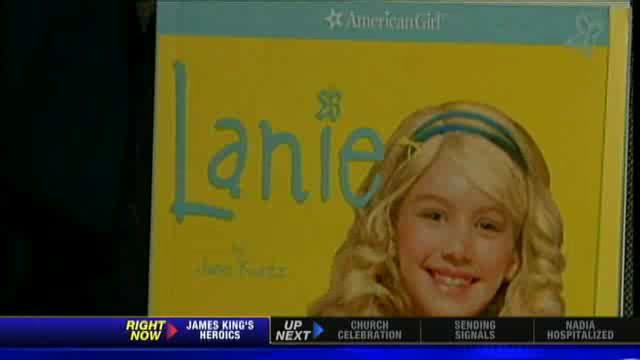 American Girl
Lanie
by
Jane Kurtz
RIGHT NOW
JAMES KING'S HEROICS
UP NEXT
CHURCH CELEBRATION
SENDING SIGNALS
NADIA HOSPITALIZED